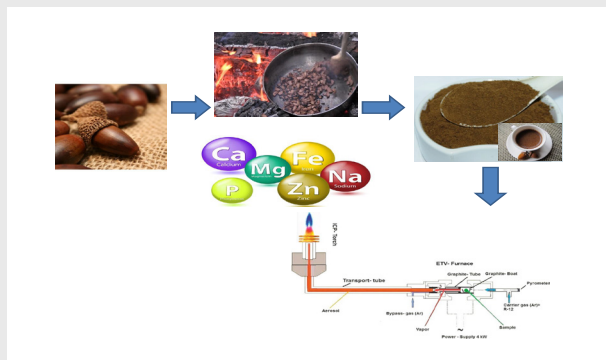 Ca
Calcium
Mg
Fe
P
Zn
Zinc
Na
Sodium
ICP- Torch
ETV- Furnace
Graphite- Tube
Graphite- Boat
Transport- tube
Pyrometer
Aerosol
Bypass- gas (Ar)
Carrier gas (Ar)+
R-12
Vapor
Sample
Power - Supply 4 kW